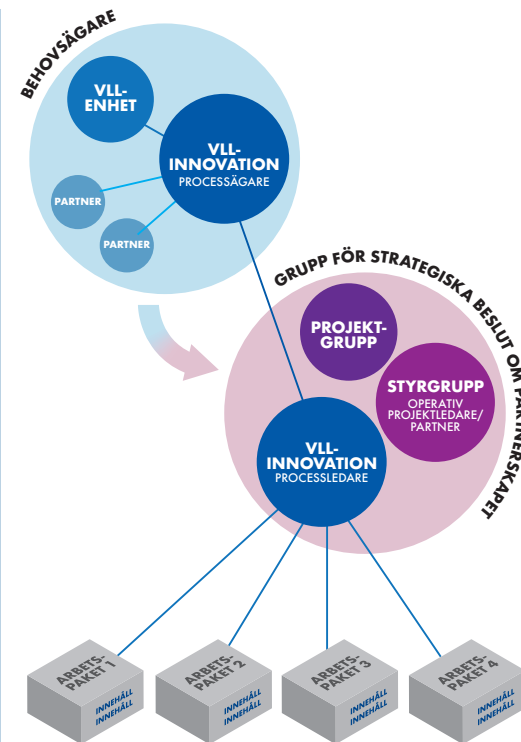 BEHOVSÄGARE
VLL-
ENHET
VLL-
INNOVATION
PROCESSÄGARE
PARTNER
PARTNER
GRUPP FÖR STRATEGISKA BESLUT OM PARTNERSKAPET
PROJEKT-
GRUPP
STYRGRUPP
OPERATIV
PROJEKTLEDARE/
PARTNER
VLL-
INNOVATION
PROCESSLEDARE
ARBETS-
PAKET 1
INNEHÅLL
INNEHÅLL
ARBETS-
PAKET 2
INNEHÅLL
INNEHÅLL
ARBETS-
PAKET 3
INNEHÅLL
INNEHÅLL
ARBETS-
PAKET 4
INNEHÅLL
INNEHÅLL